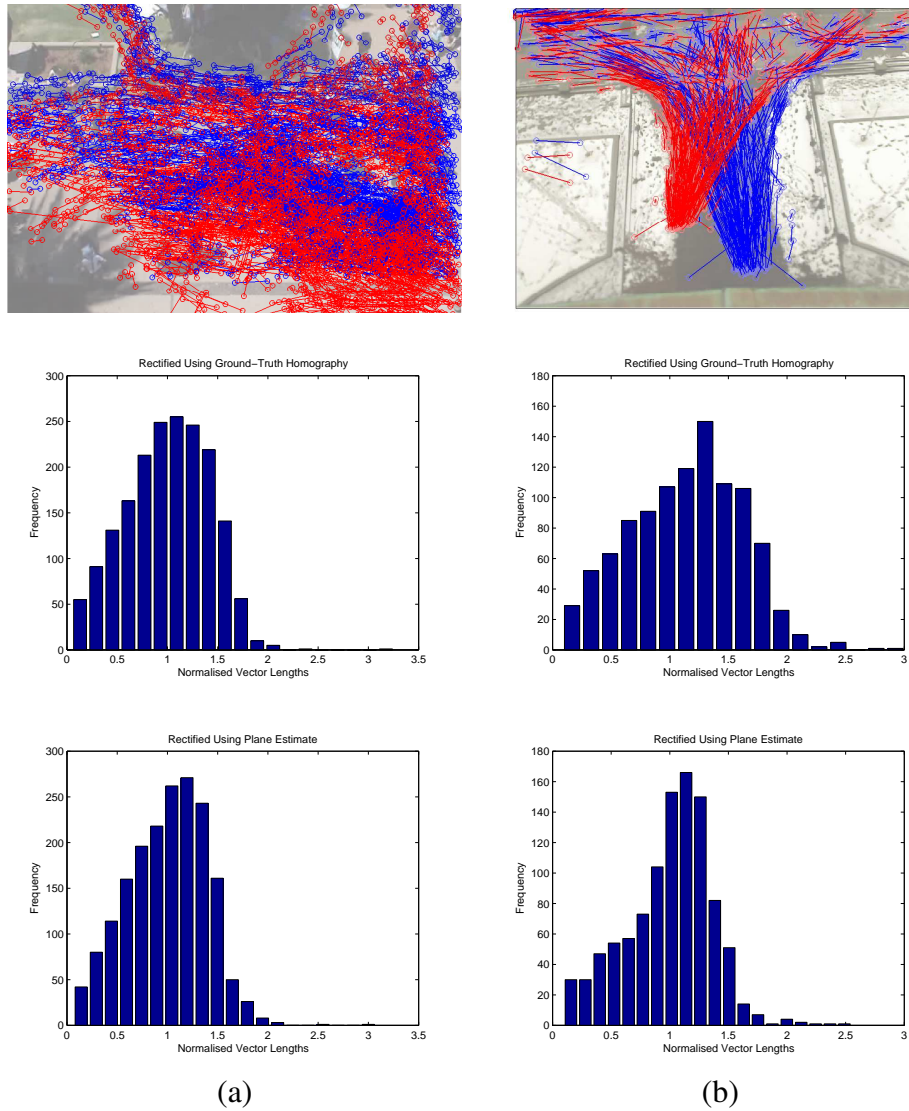 Rectified Using Ground−Truth Homography
300
250
200
150
100
50
0
Frequency
0 0.5 1 1.5 2 2.5 3 3.5
Normalised Vector Lengths
Rectified Using Ground−Truth Homography
180
160
140
120
100
80
60
40
20
0
Frequency
0 0.5 1 1.5 2 2.5 3
Normalised Vector Lengths
Rectified Using Plane Estimate
300
250
200
150
100
50
0
Frequency
0 0.5 1 1.5 2 2.5 3 3.5
Normalised Vector Lengths
Rectified Using Plane Estimate
180
160
140
120
100
80
60
40
20
0
Frequency
0 0.5 1 1.5 2 2.5 3
Normalised Vector Lengths
(a)
(b)